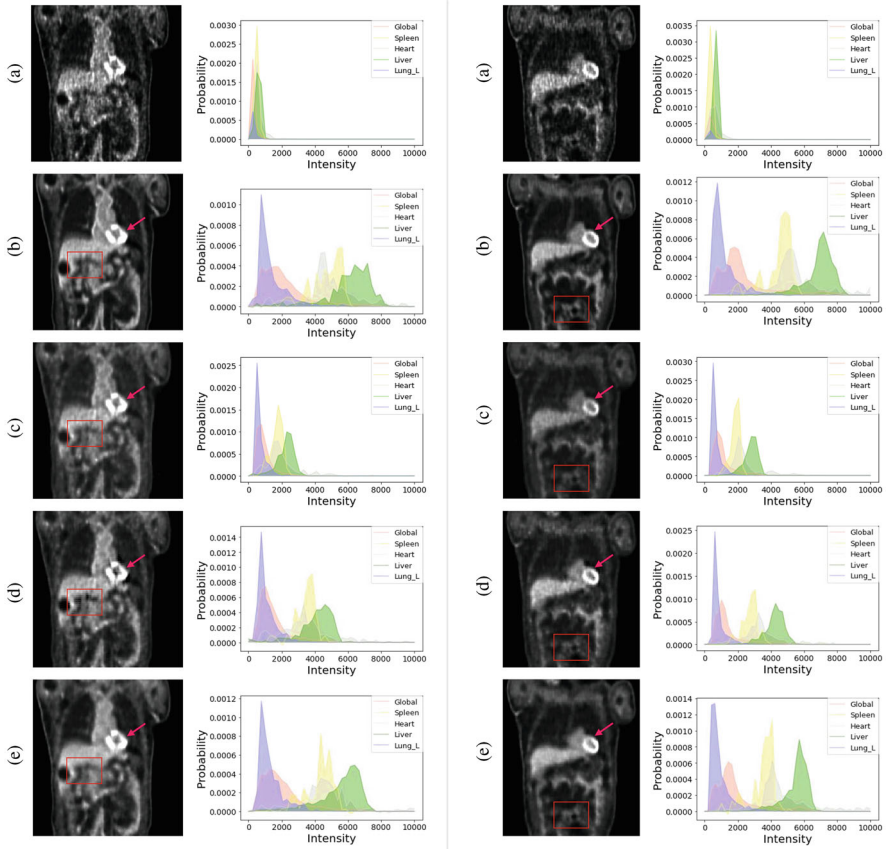 (a)
Probability
0.0030
0.0025
0.0020
0.0015
0.0010
0.0005
0.0000
Global
Spleen
Heart
Liver
Lung_L
0 2000 4000 6000 8000 10000
Intensity
(a)
Probability
0.0035
0.0030
0.0025
0.0020
0.0015
0.0010
0.0005
0.0000
Global
Spleen
Heart
Liver
Lung_L
0 2000 4000 6000 8000 10000
Intensity
(b)
Probability
0.0010
0.0008
0.0006
0.0004
0.0002
0.0000
Global
Spleen
Heart
Liver
Lung_L
0 2000 4000 6000 8000 10000
Intensity
(b)
Probability
0.0012
0.0010
0.0008
0.0006
0.0004
0.0002
0.0000
Global
Spleen
Heart
Liver
Lung_L
0 2000 4000 6000 8000 10000
Intensity
(c)
Probability
0.0025
0.0020
0.0015
0.0010
0.0005
0.0000
Global
Spleen
Heart
Liver
Lung_L
0 2000 4000 6000 8000 10000
Intensity
(c)
Probability
0.0030
0.0025
0.0020
0.0015
0.0010
0.0005
0.0000
Global
Spleen
Heart
Liver
Lung_L
0 2000 4000 6000 8000 10000
Intensity
(d)
Probability
0.0014
0.0012
0.0010
0.0008
0.0006
0.0004
0.0002
0.0000
Global
Spleen
Heart
Liver
Lung_L
0 2000 4000 6000 8000 10000
Intensity
(d)
Probability
0.0025
0.0020
0.0015
0.0010
0.0005
0.0000
Global
Spleen
Heart
Liver
Lung_L
0 2000 4000 6000 8000 10000
Intensity
(e)
Probability
0.0012
0.0010
0.0008
0.0006
0.0004
0.0002
0.0000
Global
Spleen
Heart
Liver
Lung_L
0 2000 4000 6000 8000 10000
Intensity
(e)
Probability
0.0014
0.0012
0.0010
0.0008
0.0006
0.0004
0.0002
0.0000
Global
Spleen
Heart
Liver
Lung_L
0 2000 4000 6000 8000 10000
Intensity